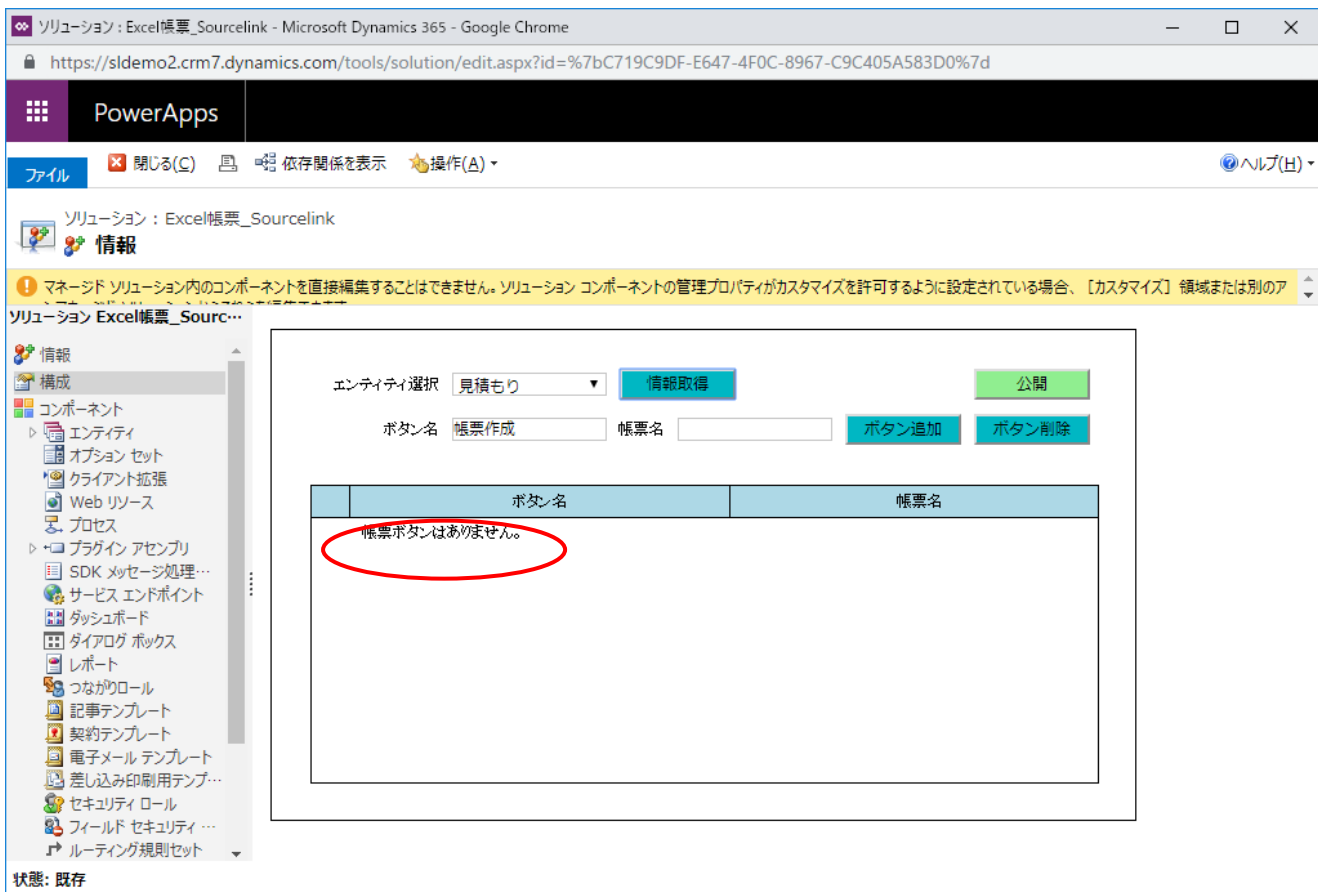 ソリューション : Excel帳票_Sourcelink - Microsoft Dynamics 365 - Google Chrome
https://sldemo2.crm7.dynamics.com/tools/solution/edit.aspx?id=%7bC719C9DF-E647-4F0C-8967-C9C405A583D0%7d
PowerApps
ファイル 閉じる(C) 依存関係を表示 操作(A) ヘルプ(H)
ソリューション : Excel帳票_Sourcelink
情報
マネージド ソリューション内のコンポーネントを直接編集することはできません。ソリューション コンポーネントの管理プロパティがカスタマイズを許可するように設定されている場合、 [カスタマイズ] 領域または別のア
ソリューション Excel帳票_Sourc…
情報
構成
コンポーネント
エンティティ
オプション セット
クライアント拡張
Web リソース
プロセス
プラグイン アセンブリ
SDK メッセージ処理…
サービス エンドポイント
ダッシュボード
ダイアログ ボックス
レポート
つながりロール
記事テンプレート
契約テンプレート
電子メール テンプレート
差し込み印刷用テンプ…
セキュリティ ロール
フィールド セキュリティ …
ルーティング規則セット
エンティティ選択 見積もり 情報取得 公開
ボタン名 帳票作成 帳票名 ボタン追加 ボタン削除
ボタン名 帳票名
帳票ボタンはありません。
状態: 既存